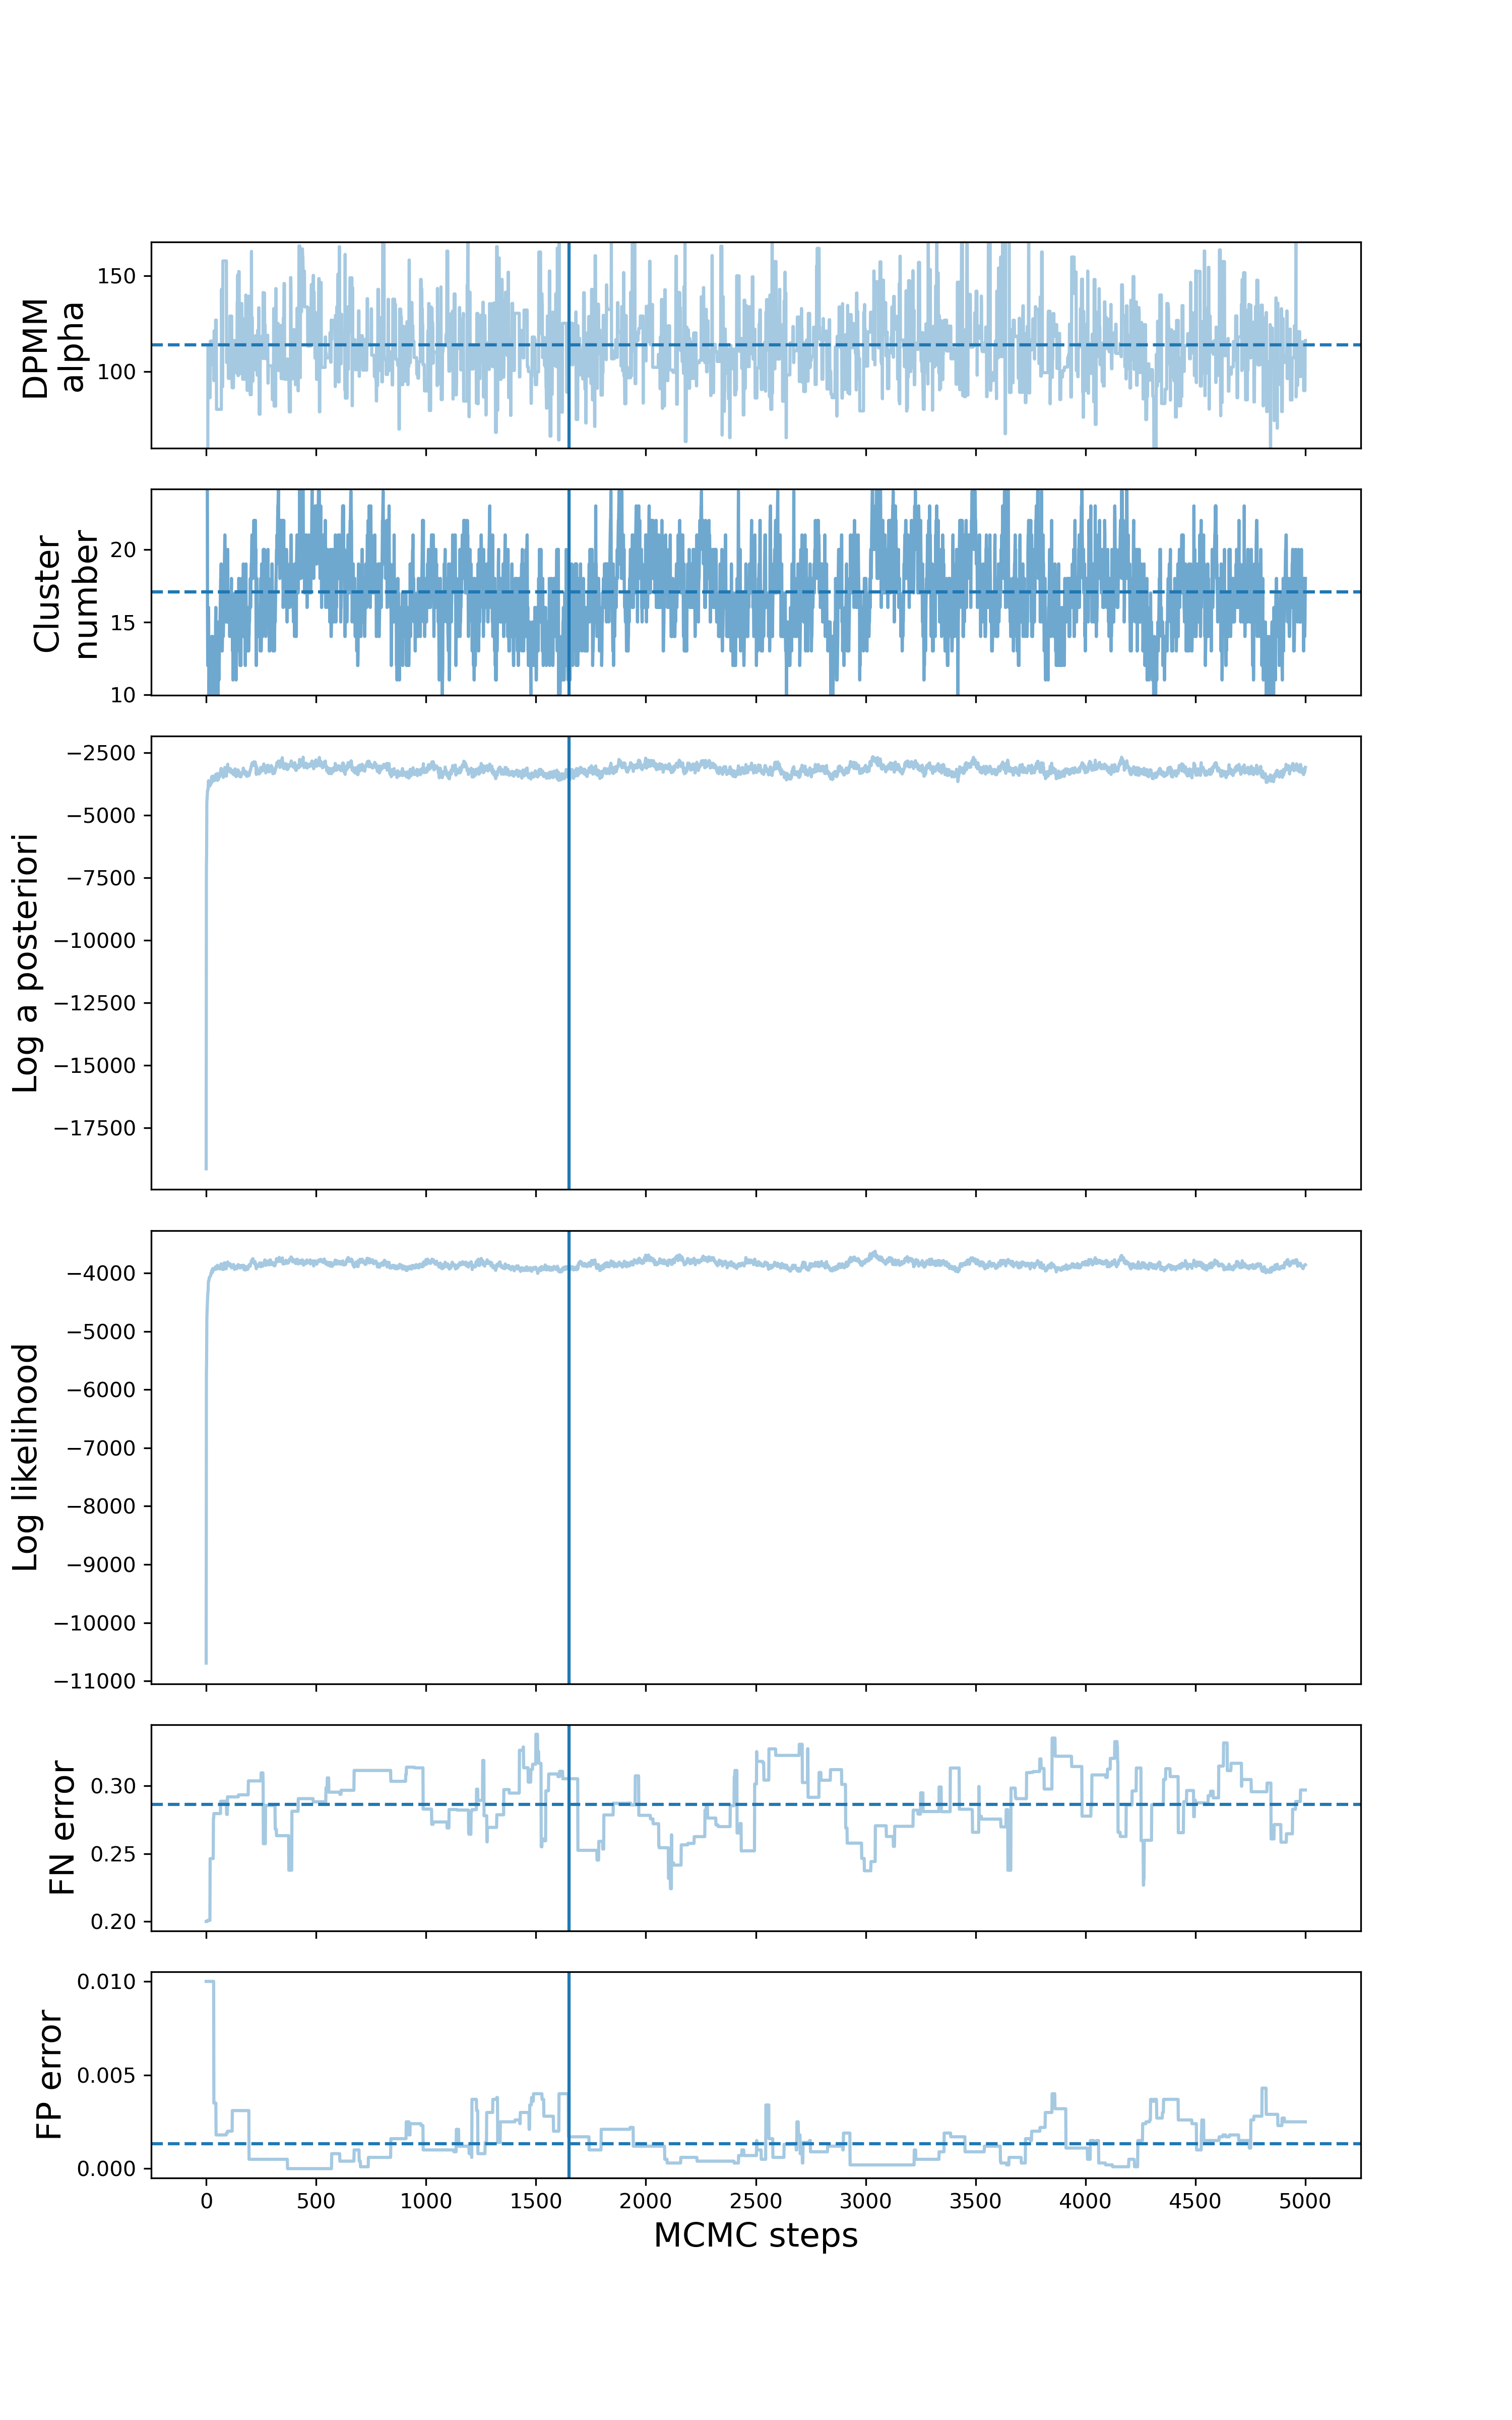 DPMM
alpha
150
100
Cluster
number
20
15
10
Log a posteriori
−2500
−5000
−7500
−10000
−12500
−15000
−17500
Log likelihood
−4000
−5000
−6000
−7000
−8000
−9000
−10000
−11000
FN error
0.30
0.25
0.20
FP error
0.010
0.005
0.000
0 500 1000 1500 2000 2500 3000 3500 4000 4500 5000
MCMC steps